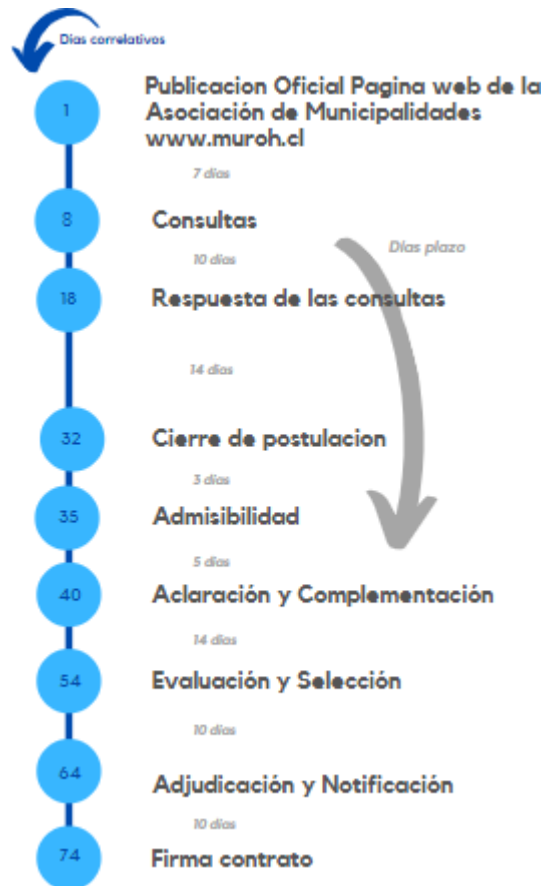 Días correlativos
1
Publicacion Oficial Pagina web de la
Asociación de Municipalidades
www.muroh.cl
7 días
8
Consultas
Días plazo
10 días
18
Respuesta de las consultas
14 días
32
Cierre de postulacion
3 días
35
Admisibilidad
5 días
40
Aclaración y Complementación
14 días
54
Evaluación y Selección
10 días
64
Adjudicación y Notificación
10 días
74
Firma contrato